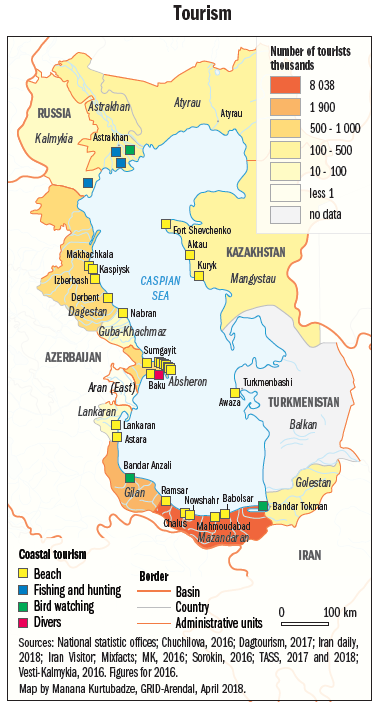 Tourism
Number of tourists
thousands
8 038
1 900
500 - 1 000
100 - 500
10 - 100
less 1
no data
RUSSIA
Astrakhan
Atyrau
Atyrau
Kalmykia
Astrakhan
Fort Shevchenko
Aktau
KAZAKHSTAN
Makhachkala
Kaspiysk
Kuryk
Izberbash
CASPIAN
SEA
Mangystau
Derbent
Dagestan
Nabran
Guba-Khachmaz
AZERBAIJAN
Sumgayit
Aran (East)
Baku
Absheron
Turkmenbashi
Awaza
TURKMENISTAN
Lankaran
Balkan
Lankaran
Astara
Bandar Anzali
Gilan
Ramsar
Nowshahr
Babolsar
Golestan
Bandar Tokman
Chalus
Mahmoudabad
Mazandaran
IRAN
Coastal tourism
Beach
Fishing and hunting
Bird watching
Divers
Border
Basin
Country
Administrative units
0
100 km
Sources: National statistic offices; Chuchilova, 2016; Dagtourism, 2017; Iran daily,
2018; Iran Visitor; Mixfacts; MK, 2016; Sorokin, 2016; TASS, 2017 and 2018;
Vesti-Kalmykia, 2016. Figures for 2016.
Map by Manana Kurtubadze, GRID-Arendal, April 2018.